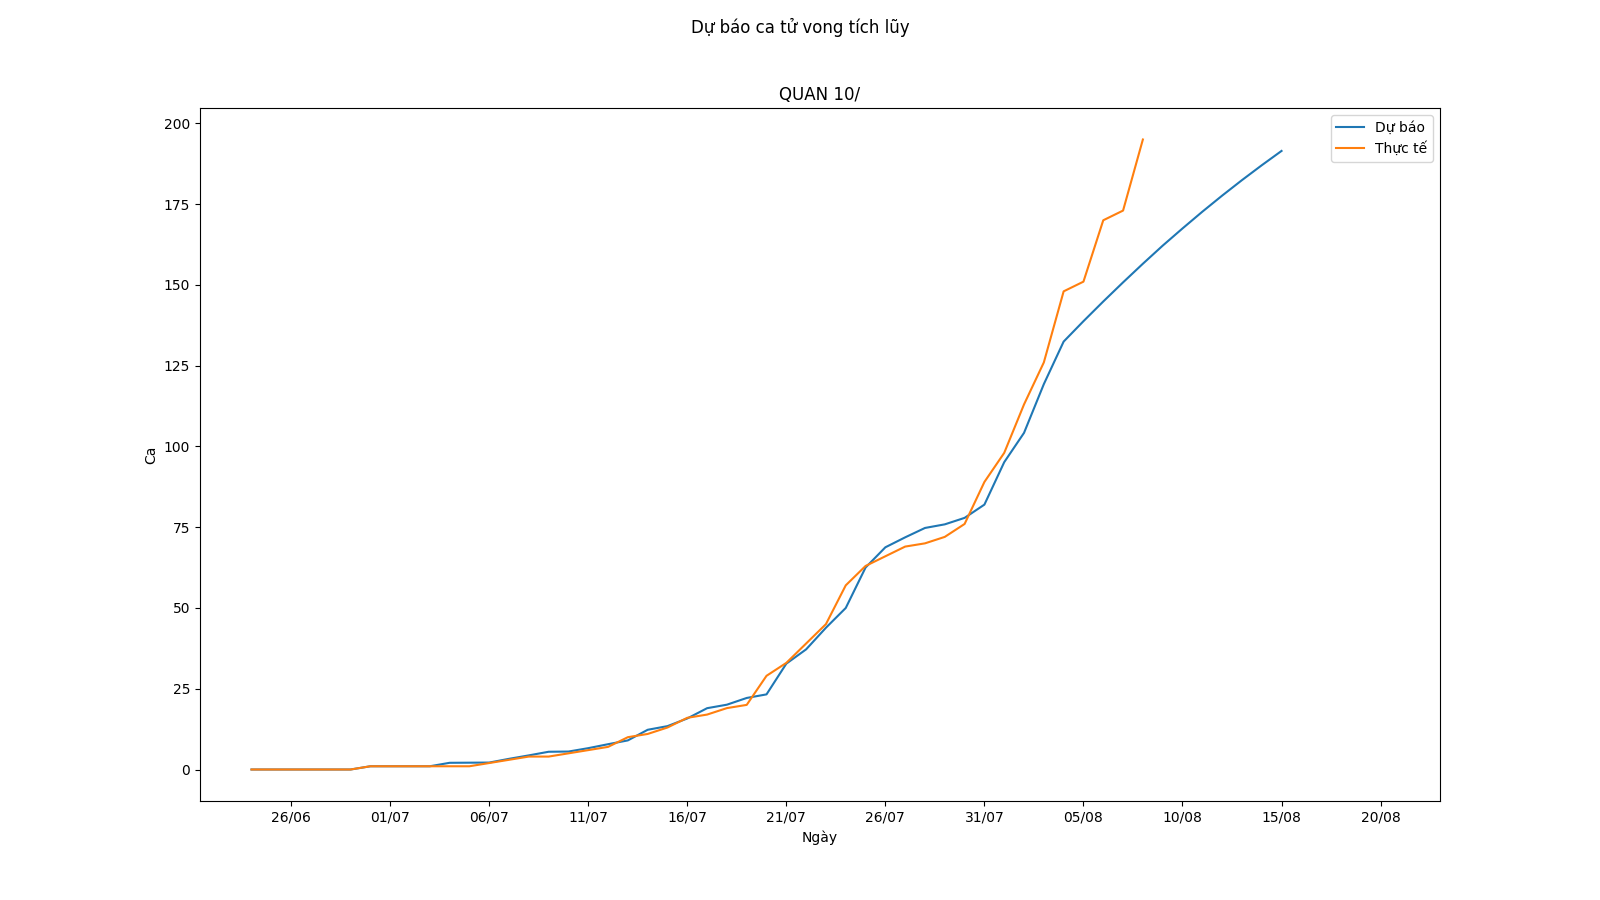 Dự báo ca tử vong tích lũy
QUAN 10/
Dự báo
Thực tế
200
175
150
125
100
75
50
25
0
Ca
26/06 01/07 06/07 11/07 16/07 21/07 26/07 31/07 05/08 10/08 15/08 20/08
Ngày